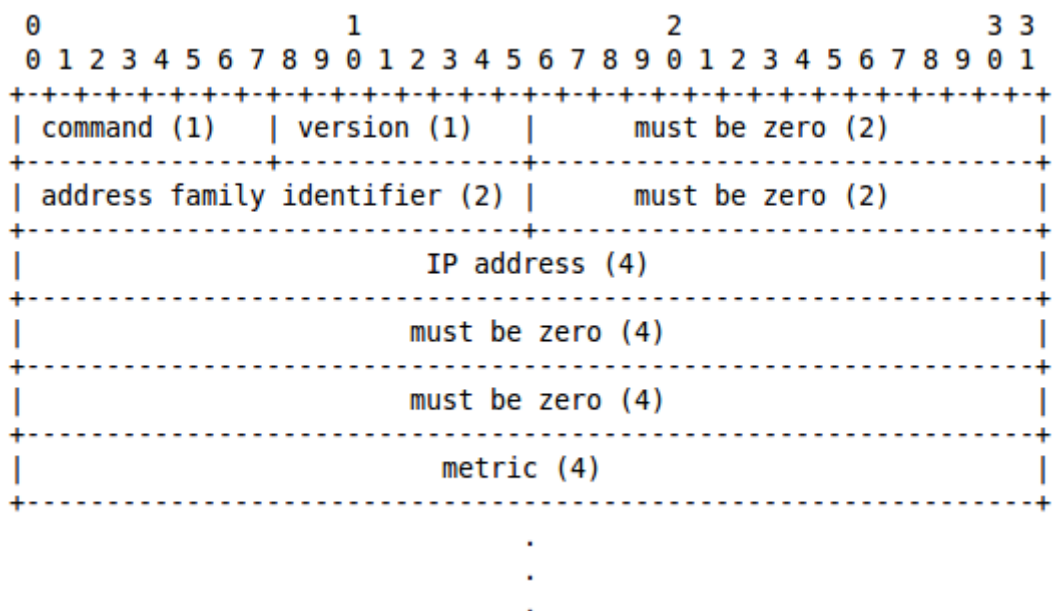 0                   1                   2                   3 3
0 1 2 3 4 5 6 7 8 9 0 1 2 3 4 5 6 7 8 9 0 1 2 3 4 5 6 7 8 9 0 1
+-+-+-+-+-+-+-+-+-+-+-+-+-+-+-+-+-+-+-+-+-+-+-+-+-+-+-+-+-+-+-+-+
| command (1)   | version (1)   |      must be zero (2)         |
+---------------+---------------+-------------------------------+
| address family identifier (2) |      must be zero (2)         |
+-------------------------------+-------------------------------+
|                         IP address (4)                        |
+---------------------------------------------------------------+
|                        must be zero (4)                       |
+---------------------------------------------------------------+
|                        must be zero (4)                       |
+---------------------------------------------------------------+
|                          metric (4)                           |
+---------------------------------------------------------------+
.
.
.